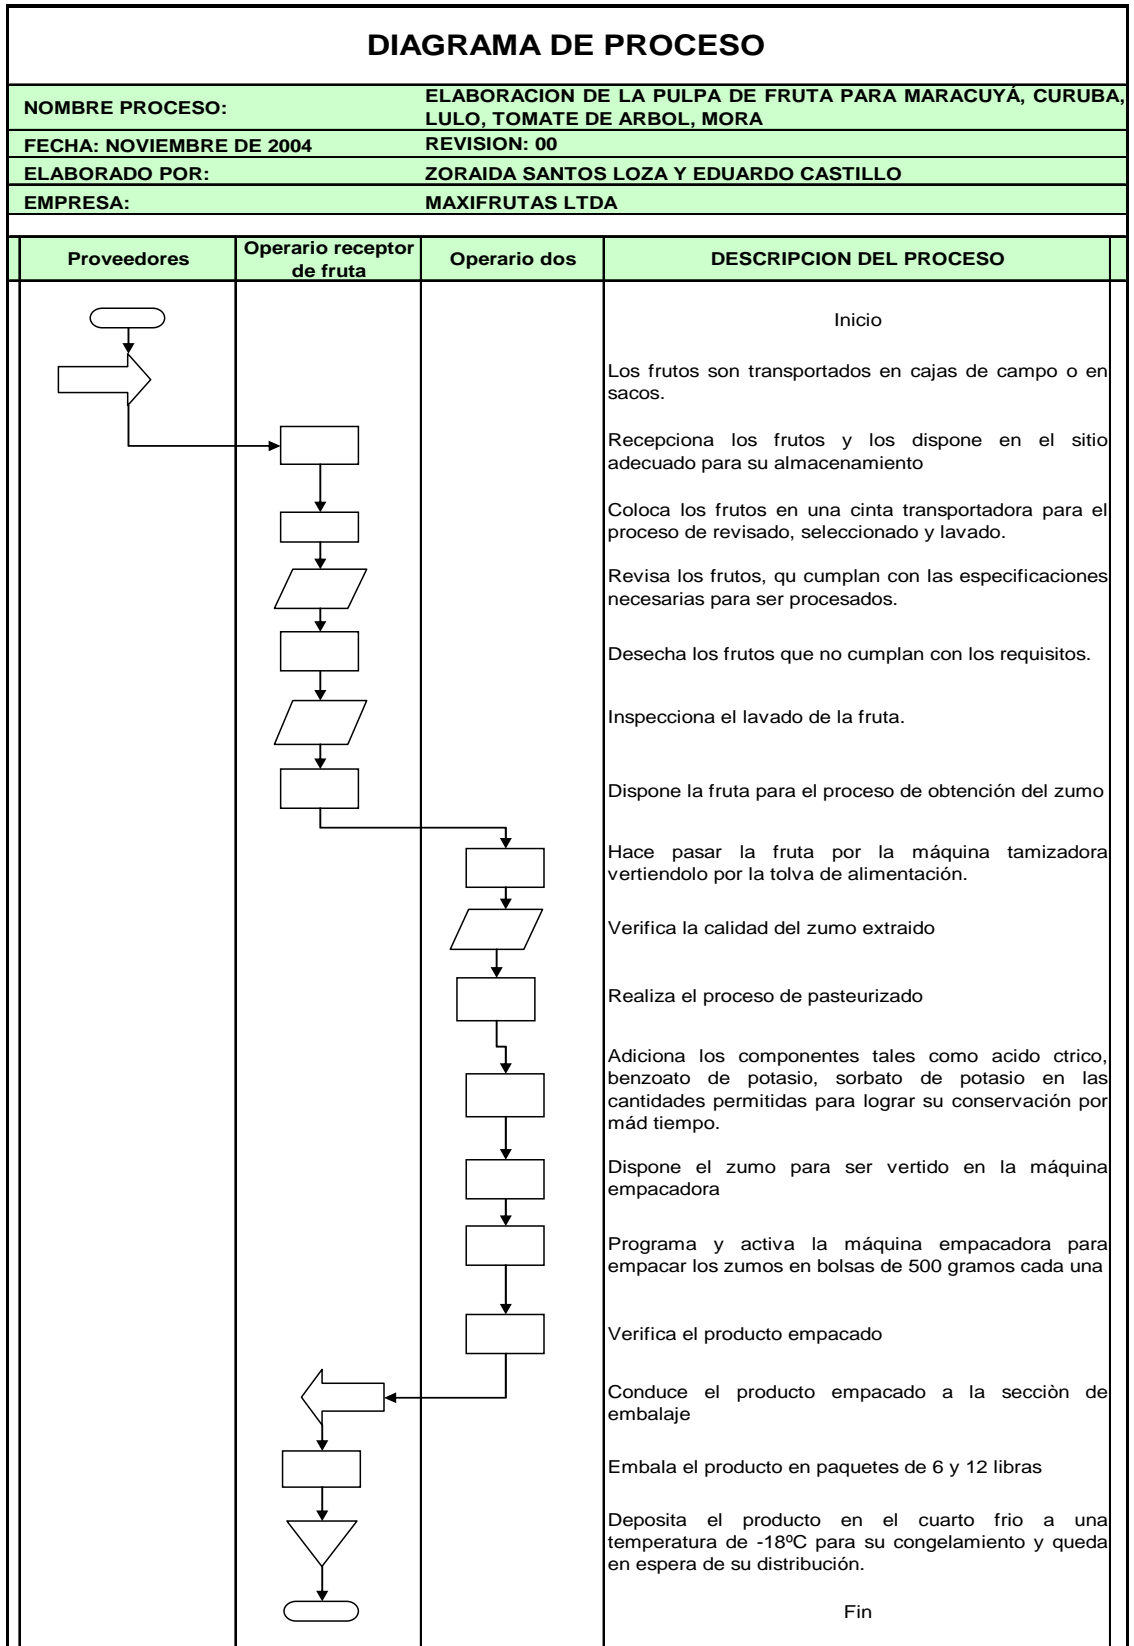 DIAGRAMA DE PROCESO
NOMBRE PROCESO:
ELABORACION DE LA PULPA DE FRUTA PARA MARACUYÁ, CURUBA,
LULO, TOMATE DE ARBOL, MORA
FECHA: NOVIEMBRE DE 2004
REVISION: 00
ELABORADO POR:
ZORAIDA SANTOS LOZA Y EDUARDO CASTILLO
EMPRESA:
MAXIFRUTAS LTDA
Proveedores
Operario receptor
de fruta
Operario dos
DESCRIPCION DEL PROCESO
Inicio
Los frutos son transportados en cajas de campo o en
sacos.
Recepciona los frutos y los dispone en el sitio
adecuado para su almacenamiento
Coloca los frutos en una cinta transportadora para el
proceso de revisado, seleccionado y lavado.
Revisa los frutos, qu cumplan con las especificaciones
necesarias para ser procesados.
Desecha los frutos que no cumplan con los requisitos.
Inspecciona el lavado de la fruta.
Dispone la fruta para el proceso de obtención del zumo
Hace pasar la fruta por la máquina tamizadora
vertiendolo por la tolva de alimentación.
Verifica la calidad del zumo extraido
Realiza el proceso de pasteurizado
Adiciona los componentes tales como acido ctrico,
benzoato de potasio, sorbato de potasio en las
cantidades permitidas para lograr su conservación por
mád tiempo.
Dispone el zumo para ser vertido en la máquina
empacadora
Programa y activa la máquina empacadora para
empacar los zumos en bolsas de 500 gramos cada una
Verifica el producto empacado
Conduce el producto empacado a la secciòn de
embalaje
Embala el producto en paquetes de 6 y 12 libras
Deposita el producto en el cuarto frio a una
temperatura de -18ºC para su congelamiento y queda
en espera de su distribución.
Fin